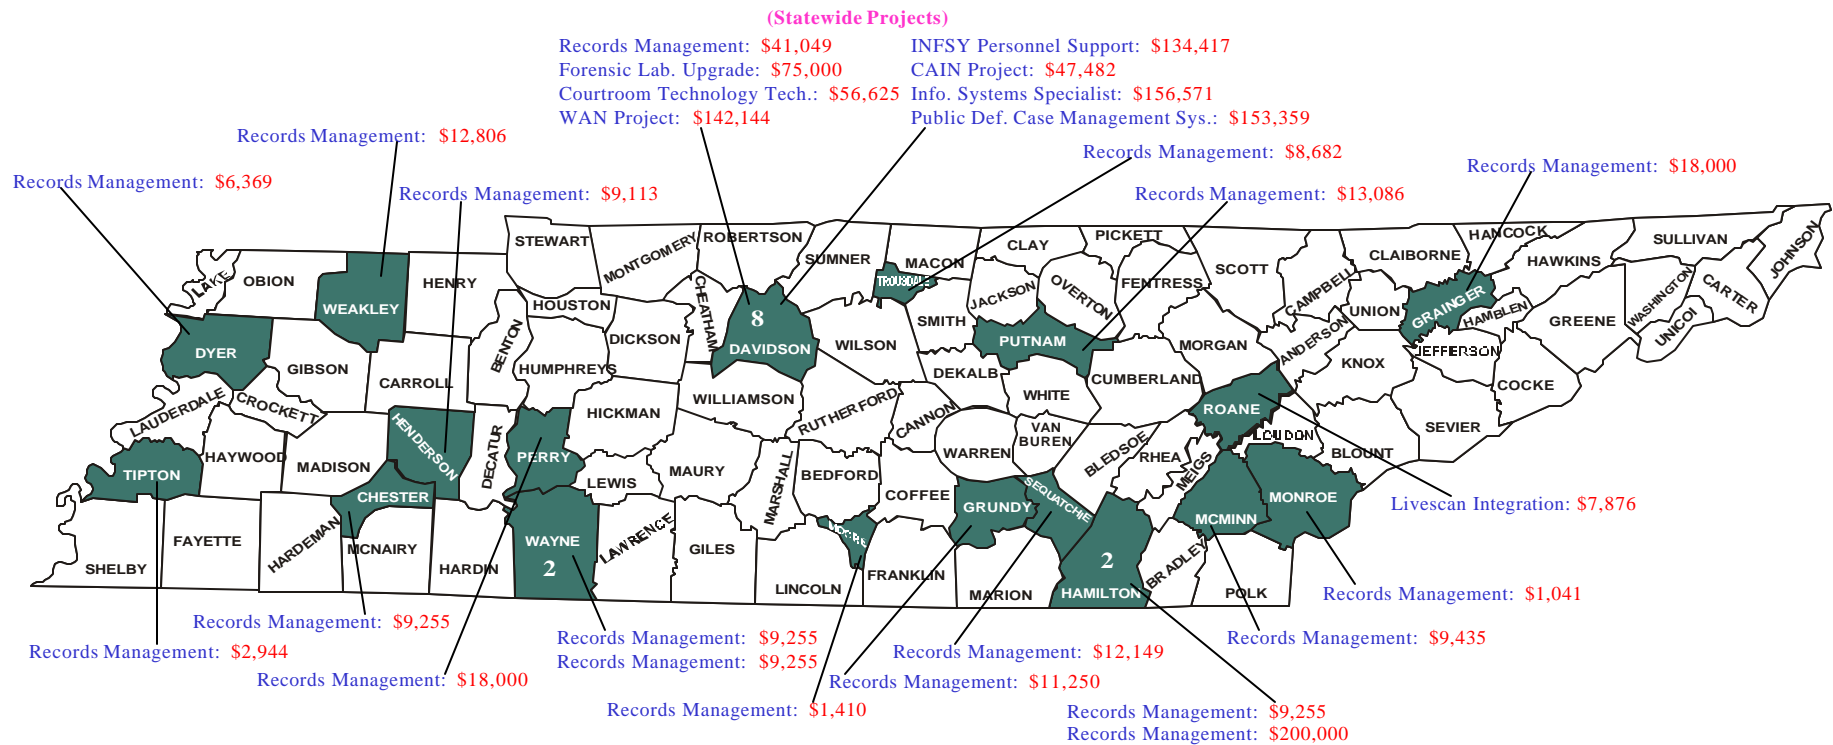 (Statewide Projects)
Records Management: $41,049
Forensic Lab. Upgrade: $75,000
Courtroom Technology Tech.: $56,625
WAN Project: $142,144
INFSY Personnel Support: $134,417
CAIN Project: $47,482
Info. Systems Specialist: $156,571
Public Def. Case Management Sys.: $153,359
Records Management: $12,806
Records Management: $8,682
Records Management: $18,000
Records Management: $6,369
Records Management: $9,113
Records Management: $13,086
STEWART
MONTGOMERY
ROBERTSON
SUMNER
MACON
CLAY
PICKETT
SCOTT
CLAIBORNE
HANCOCK
HAWKINS
SULLIVAN
JOHNSON
LAKE
OBION
WEAKLEY
HENRY
HOUSTON
CHEATHAM
TROUSDALE
JACKSON
OVERTON
FENTRESS
CAMPBELL
UNION
GRAINGER
HAMBLEN
GREENE
WASHINGTON
UNICOI
CARTER
DYER
GIBSON
CARROLL
BENTON
HUMPHREYS
DICKSON
8
DAVIDSON
WILSON
SMITH
PUTNAM
DEKALB
WHITE
CUMBERLAND
MORGAN
ANDERSON
KNOX
JEFFERSON
COCKE
LAUDERDALE
CROCKETT
HAYWOOD
MADISON
HENDERSON
DECATUR
PERRY
HICKMAN
WILLIAMSON
RUTHERFORD
CANNON
WARREN
VAN
BUREN
BLEDSOE
RHEA
MEIGS
ROANE
LOUDON
BLOUNT
SEVIER
TIPTON
CHESTER
LEWIS
MAURY
MARSHALL
BEDFORD
COFFEE
GRUNDY
SEQUATCHIE
MCMINN
MONROE
Livescan Integration: $7,876
SHELBY
FAYETTE
HARDEMAN
MCNAIRY
HARDIN
WAYNE
2
LAWRENCE
GILES
LINCOLN
MOORE
FRANKLIN
MARION
2
HAMILTON
BRADLEY
POLK
Records Management: $1,041
Records Management: $9,255
Records Management: $2,944
Records Management: $18,000
Records Management: $9,255
Records Management: $9,255
Records Management: $9,435
Records Management: $12,149
Records Management: $11,250
Records Management: $1,410
Records Management: $9,255
Records Management: $200,000